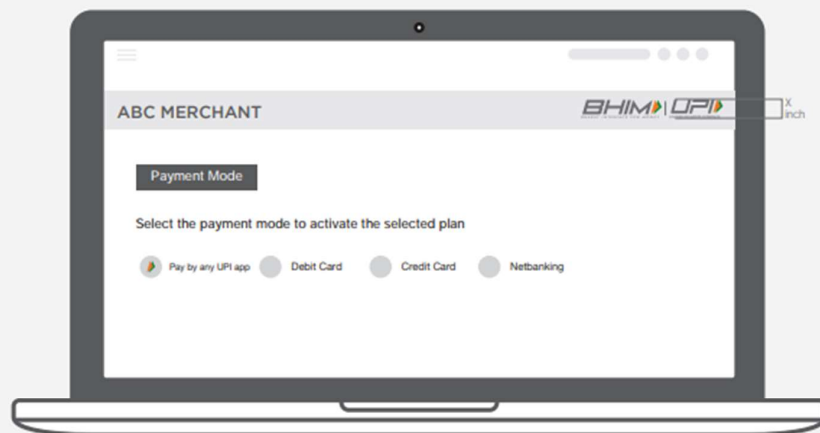 ABC MERCHANT
BHIM | UPI
X
inch
Payment Mode
Select the payment mode to activate the selected plan
Pay by any UPI app Debit Card Credit Card Netbanking